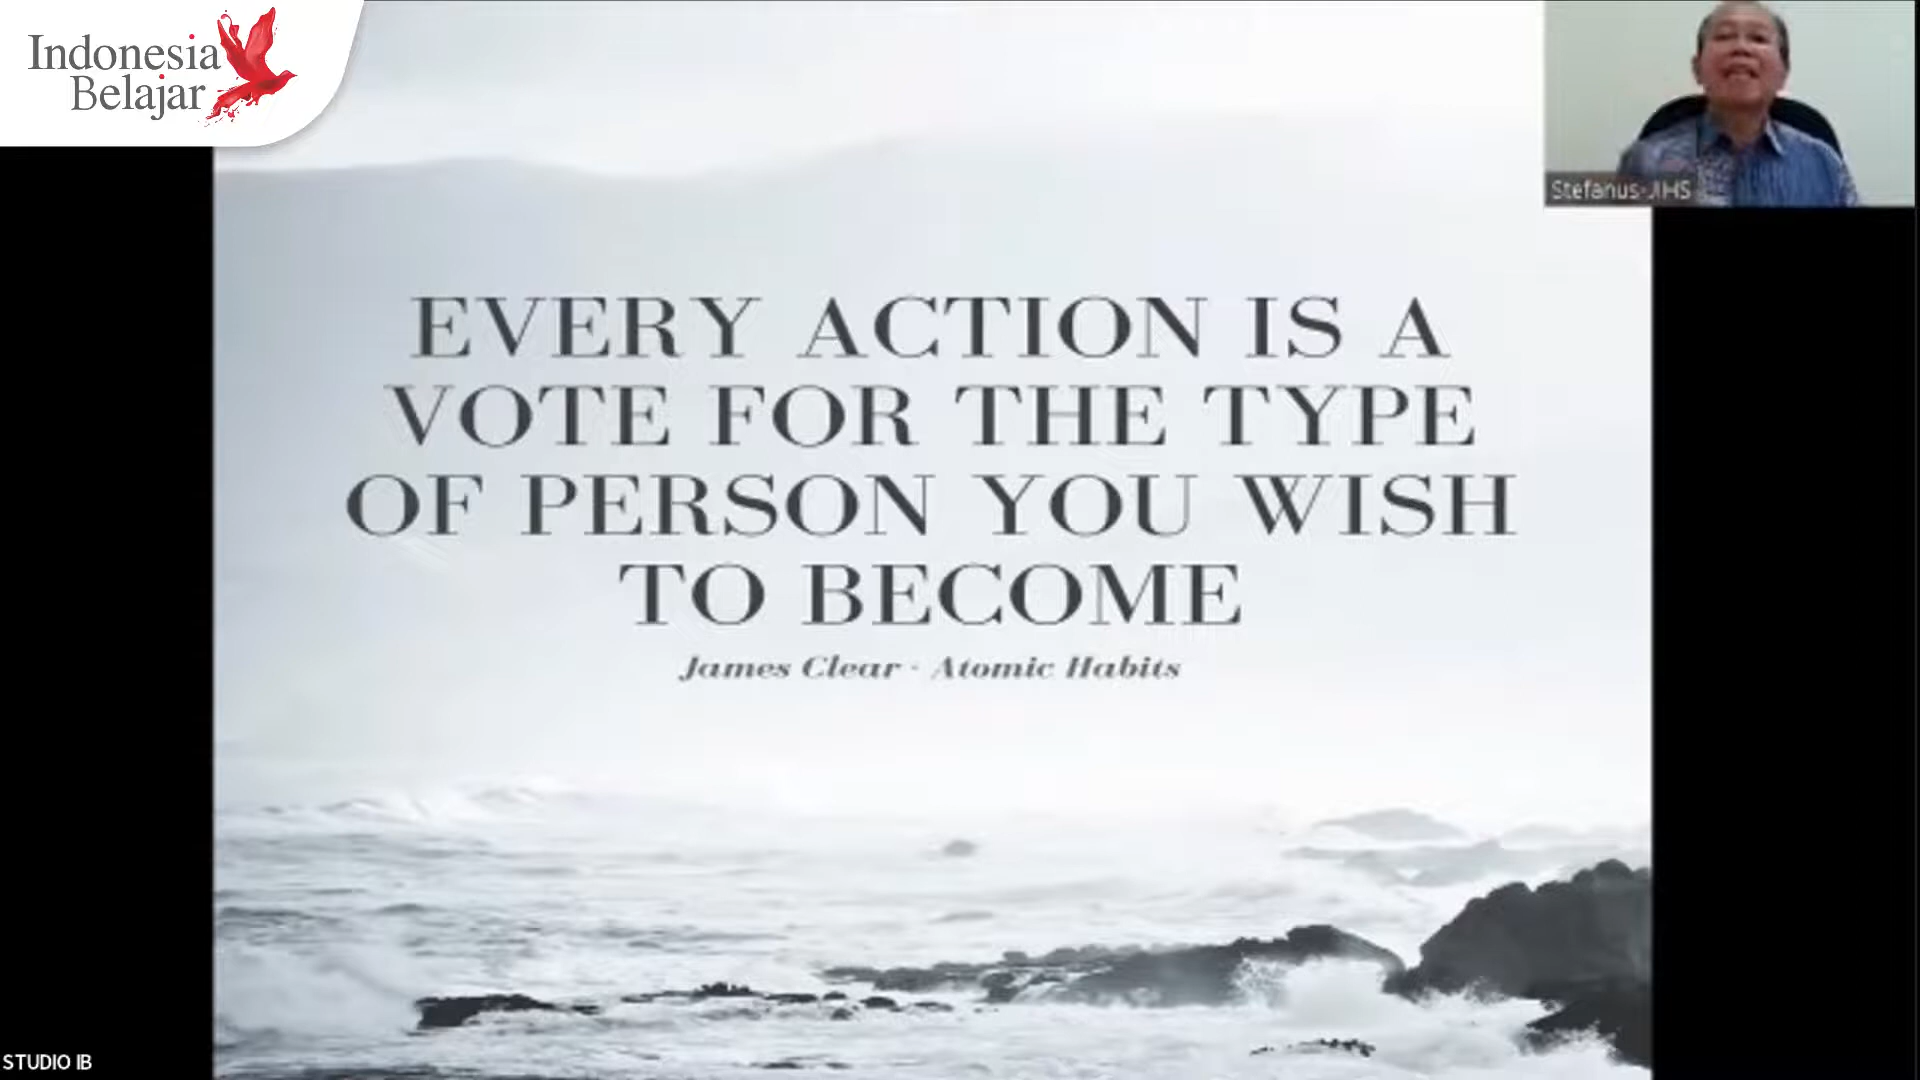 Indonesia
Belajar
Stefanus-JIHS
EVERY ACTION IS A
VOTE FOR THE TYPE
OF PERSON YOU WISH
TO BECOME
James Clear · Atomic Habits
STUDIO IB